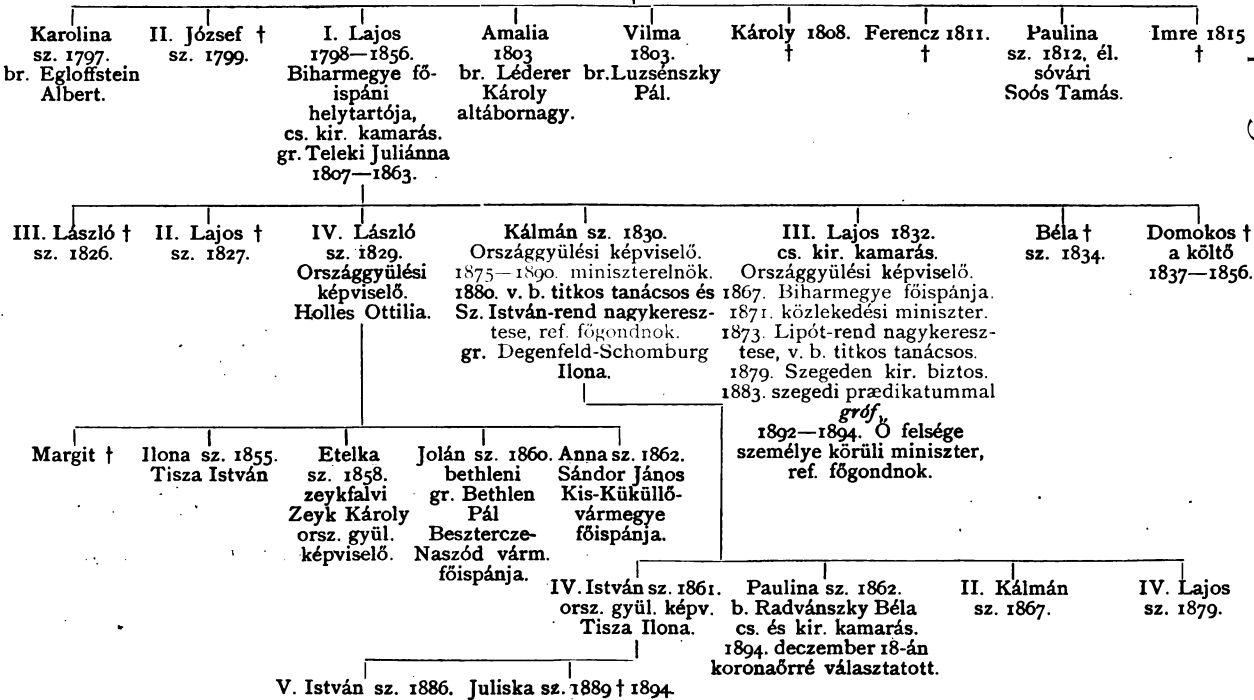 Karolina
sz. 1797.
br. Egloffstein
Albert.
II. József †
sz. 1799.
I. Lajos
1798—1856.
Biharmegye fő-
ispáni
helytartója,
cs. kir. kamarás.
gr. Teleki Juliánna
1807—1863.
Amalia
1803
br. Léderer
Károly
altábornagy.
Vilma
1803.
br. Luzsénszky
Pál.
Károly 1808.
†
Ferencz 1811.
†
Paulina
sz. 1812, él.
sóvári
Soós Tamás.
Imre 1815
†
III. László †
sz. 1826.
II. Lajos †
sz. 1827.
IV. László
sz. 1829.
Országgyülési
képviselő.
Holles Ottilia.
Kálmán sz. 1830.
Országgyülési képviselő.
1875—1890. miniszterelnök.
1880. v. b. titkos tanácsos és
Sz. István-rend nagykeresz-
tese, ref. főgondnok.
gr. Degenfeld-Schomburg
Ilona.
III. Lajos 1832.
cs. kir. kamarás.
Országgyülési képviselő.
1867. Biharmegye főispánja.
1871. közlekedési miniszter.
1873. Lipót-rend nagykeresz-
tese, v. b. titkos tanácsos.
1879. Szegeden kir. biztos.
1883. szegedi prædikatummal
gróf,
1892—1894. Ő felsége
személye körüli miniszter,
ref. főgondnok.
Béla †
sz. 1834.
Domokos †
a költő
1837—1856.
Margit †
Ilona sz. 1855.
Tisza István
Etelka
sz. 1858.
zeykfalvi
Zeyk Károly
orsz. gyül.
képviselő.
Jolán sz. 1860.
bethleni
gr. Bethlen
Pál
Besztercze-
Naszód várm.
főispánja.
Anna sz. 1862.
Sándor János
Kis-Küküllő-
vármegye
főispánja.
IV. István sz. 1861.
orsz. gyül. képv.
Tisza Ilona.
Paulina sz. 1862.
b. Radvánszky Béla
cs. és kir. kamarás.
1894. deczember 18-án
koronaőrré választatott.
II. Kálmán
sz. 1867.
IV. Lajos
sz. 1879.
V. István sz. 1886.
Juliska sz. 1889 † 1894.